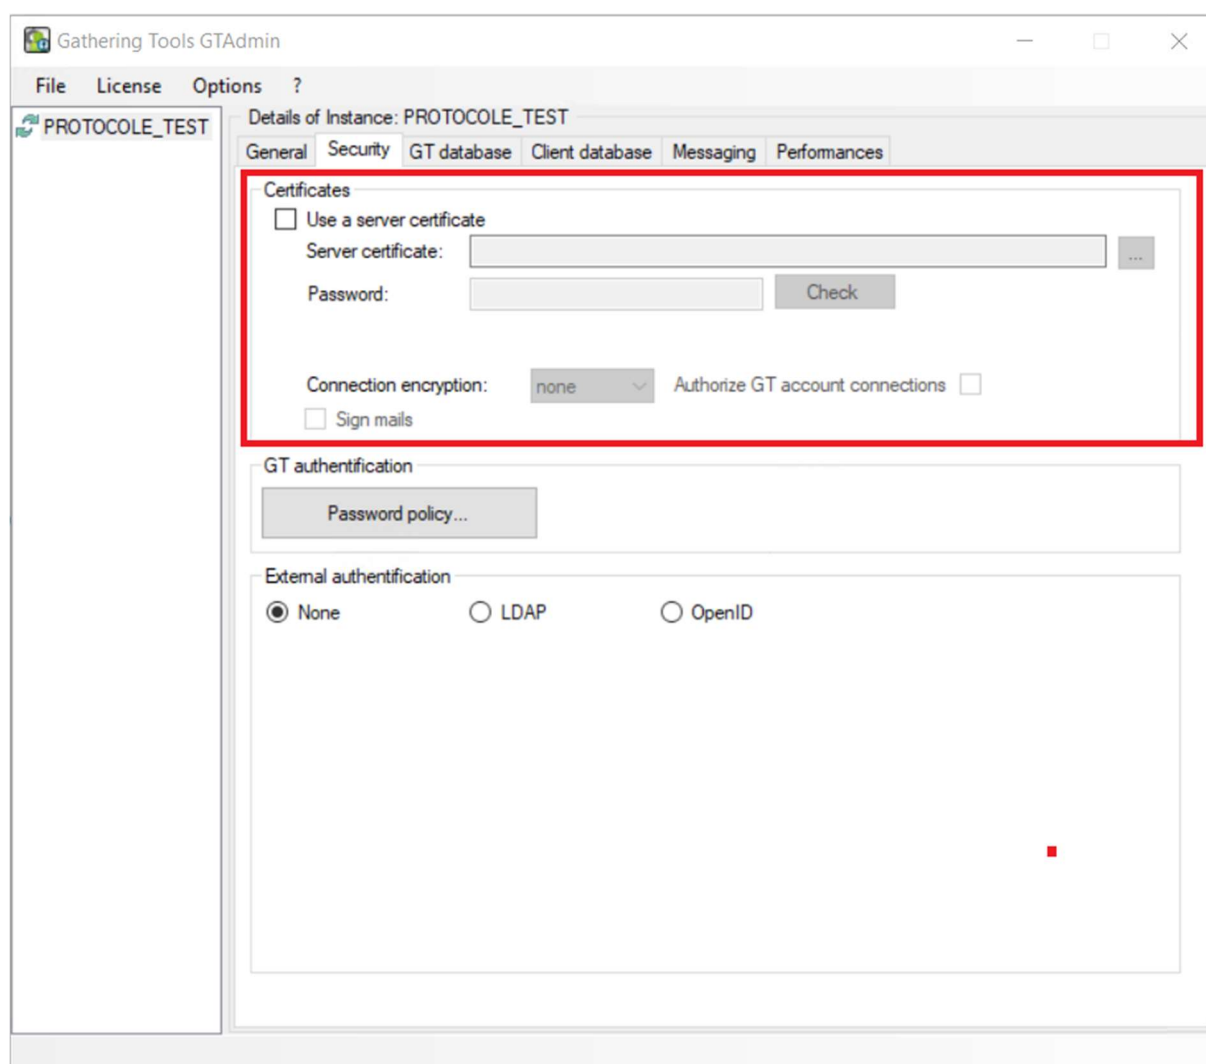 Gathering Tools GTAdmin
File License Options ?
PROTOCOLE_TEST
Details of Instance: PROTOCOLE_TEST
General Security GT database Client database Messaging Performances
Certificates
Use a server certificate
Server certificate:
...
Password:
Check
Connection encryption: none Authorize GT account connections
Sign mails
GT authentification
Password policy...
External authentification
None LDAP OpenID